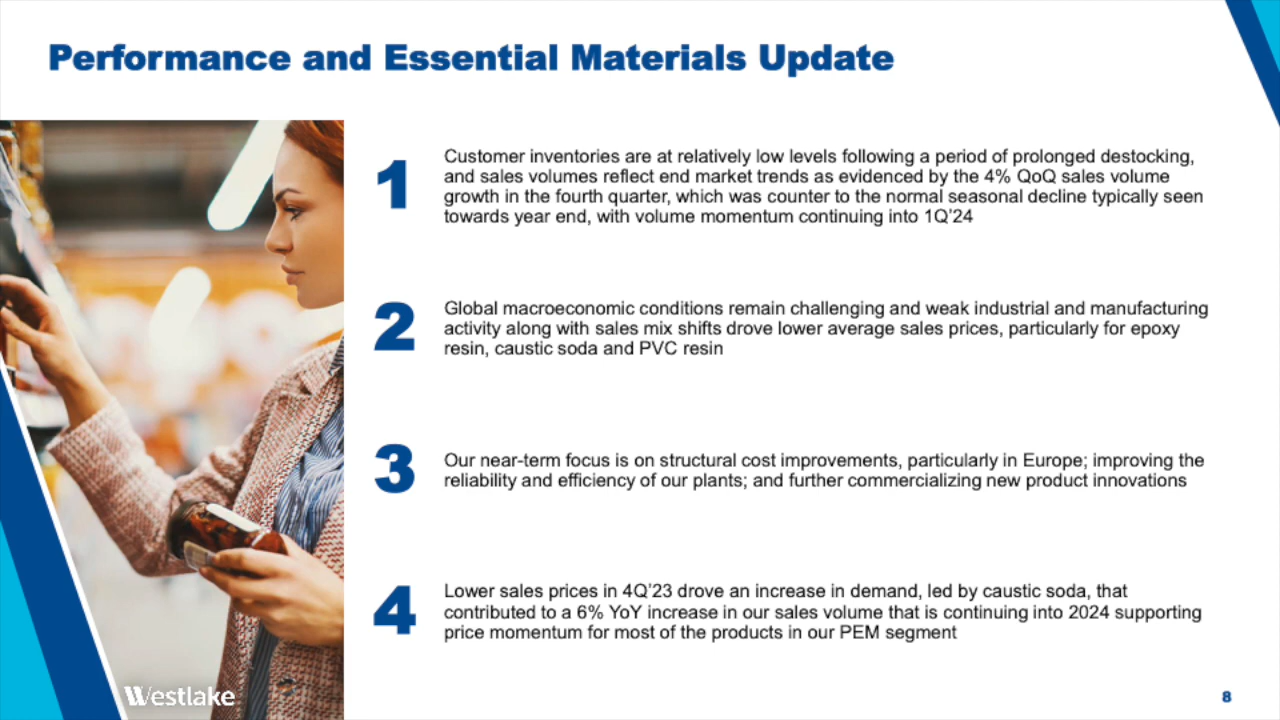 Performance and Essential Materials Update
1
Customer inventories are at relatively low levels following a period of prolonged destocking,
and sales volumes reflect end market trends as evidenced by the 4% QoQ sales volume
growth in the fourth quarter, which was counter to the normal seasonal decline typically seen
towards year end, with volume momentum continuing into 1Q’24
2
Global macroeconomic conditions remain challenging and weak industrial and manufacturing
activity along with sales mix shifts drove lower average sales prices, particularly for epoxy
resin, caustic soda and PVC resin
3
Our near-term focus is on structural cost improvements, particularly in Europe; improving the
reliability and efficiency of our plants; and further commercializing new product innovations
4
Lower sales prices in 4Q’23 drove an increase in demand, led by caustic soda, that
contributed to a 6% YoY increase in our sales volume that is continuing into 2024 supporting
price momentum for most of the products in our PEM segment
Westlake
8